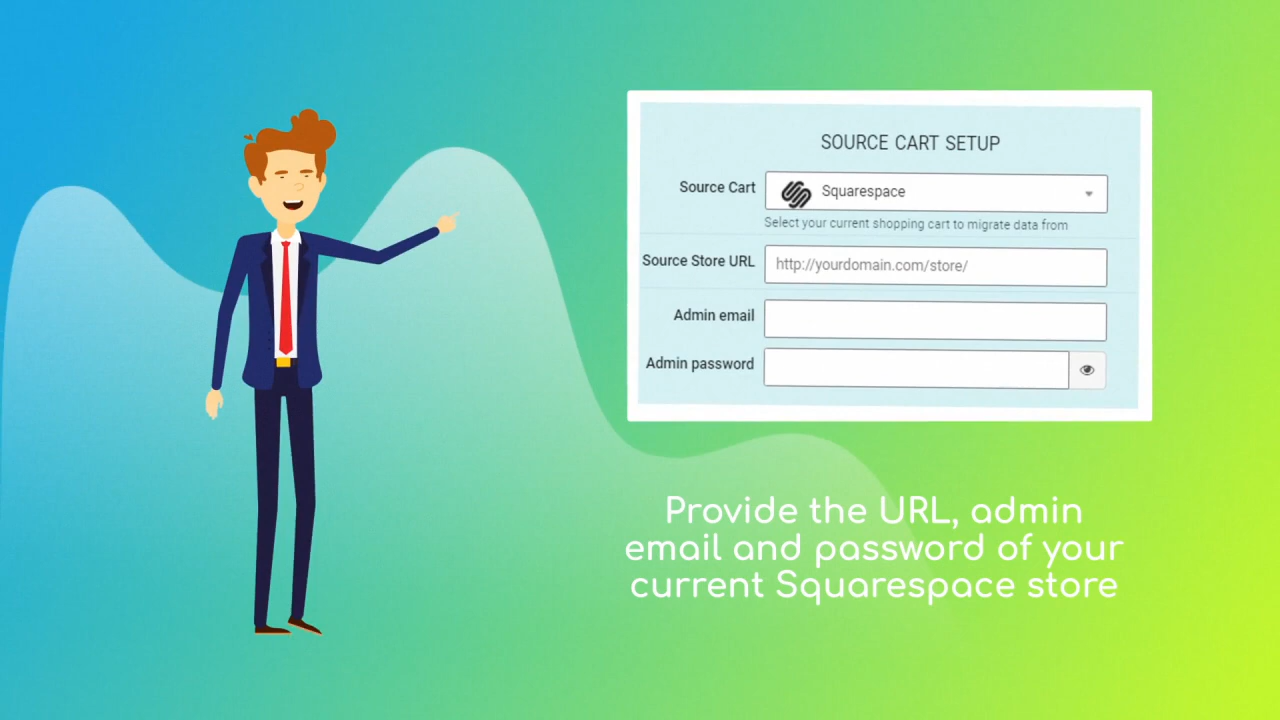 SOURCE CART SETUP
Source Cart
Squarespace
Select your current shopping cart to migrate data from
Source Store URL
http://yourdomain.com/store/
Admin email
Admin password
Provide the URL, admin
email and password of your
current Squarespace store